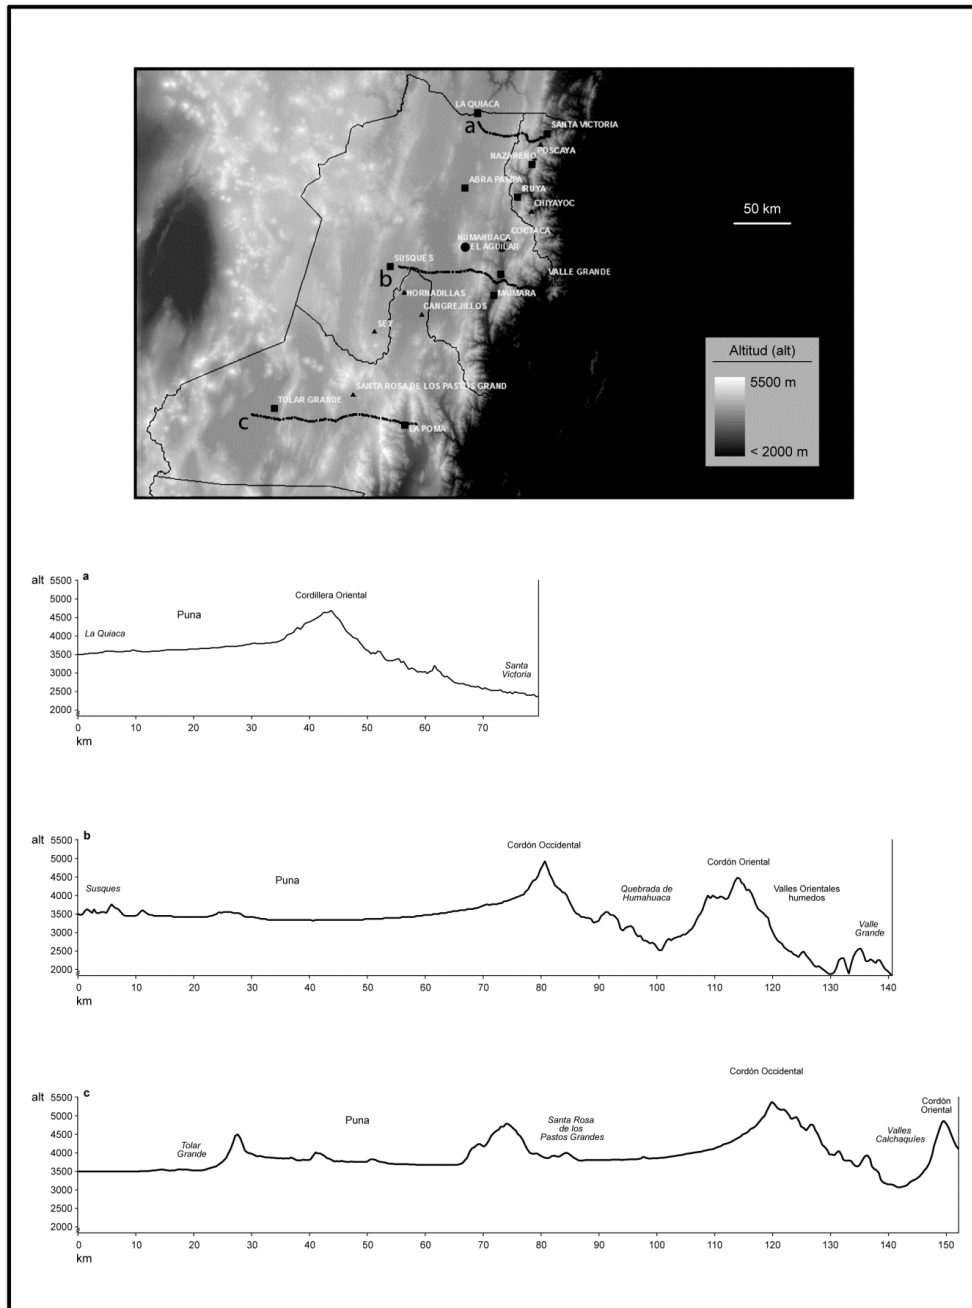 LA QUIACA
a
SANTA VICTORIA
POSCAYA
NAZARENO
ABRA PAMPA
IRUYA
CHIYAYOC
COCTACA
HUMAHUACA
EL AGUILAR
SUSQUES
VALLE GRANDE
b
HORNADILLAS
MAIMARA
CANGREJILLOS
SEY
SANTA ROSA DE LOS PASTOS GRAND
TOLAR GRANDE
c
LA POMA
50 km
Altitud (alt)
5500 m
< 2000 m
alt
a
5500
5000
4500
4000
3500
3000
2500
2000
Cordillera Oriental
Puna
La Quiaca
Santa
Victoria
0 10 20 30 40 50 60 70
km
alt
b
5500
5000
4500
4000
3500
3000
2500
2000
Cordón Occidental
Cordón Oriental
Susques
Puna
Quebrada de
Humahuaca
Valles Orientales
humedos
Valle
Grande
0 10 20 30 40 50 60 70 80 90 100 110 120 130 140
km
Cordón Occidental
alt
c
5500
5000
4500
4000
3500
3000
2500
2000
Cordón
Oriental
Puna
Santa Rosa
de los
Pastos Grandes
Tolar
Grande
Valles
Calchaquíes
0 10 20 30 40 50 60 70 80 90 100 110 120 130 140 150
km